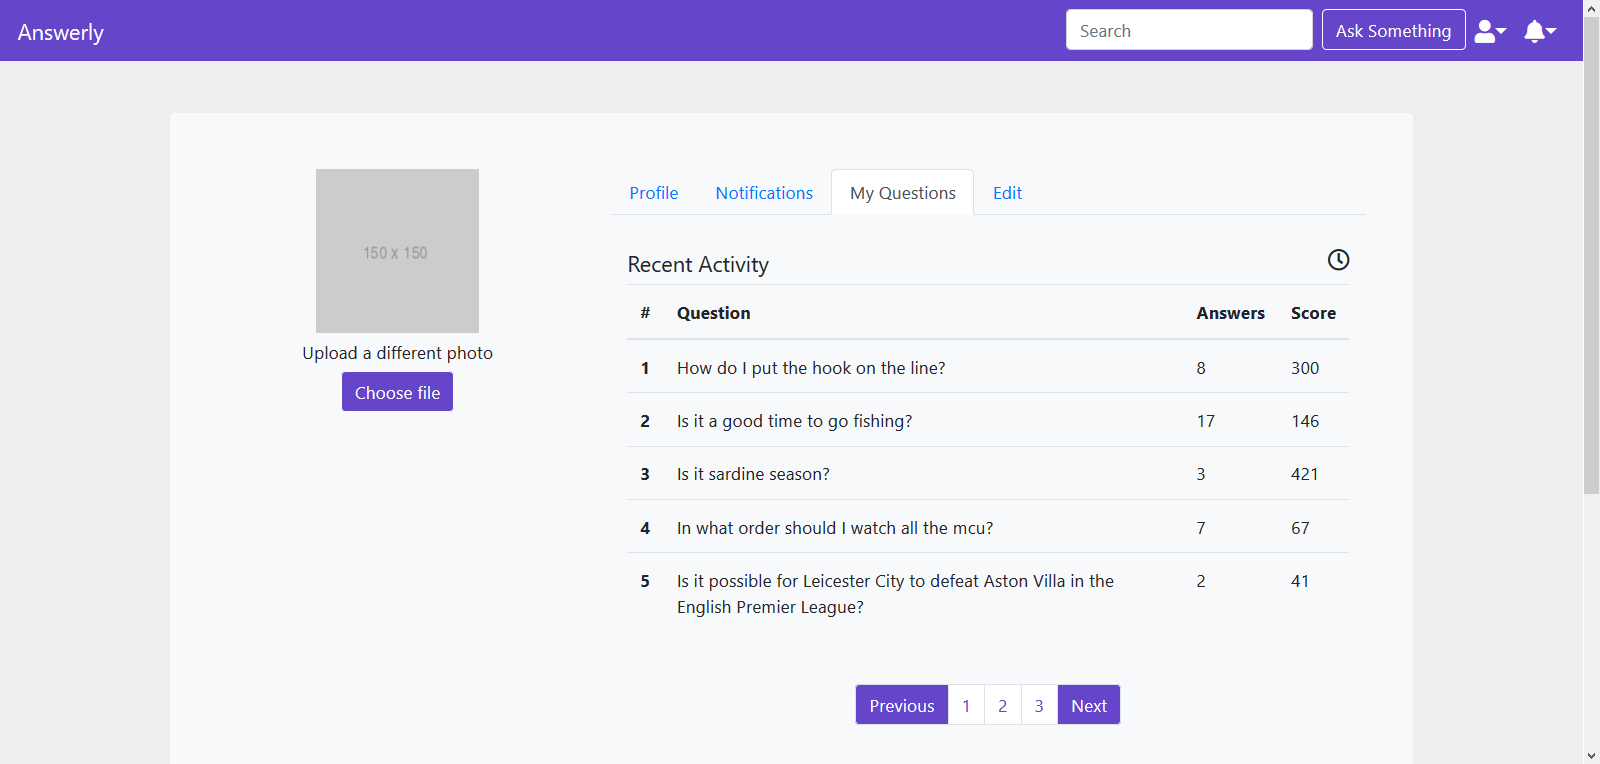 Answerly
Search
Ask Something
150 x 150
Upload a different photo
Choose file
Profile Notifications My Questions Edit
Recent Activity
# Question Answers Score
1 How do I put the hook on the line? 8 300
2 Is it a good time to go fishing? 17 146
3 Is it sardine season? 3 421
4 In what order should I watch all the mcu? 7 67
5 Is it possible for Leicester City to defeat Aston Villa in the 2 41
English Premier League?
Previous 1 2 3 Next